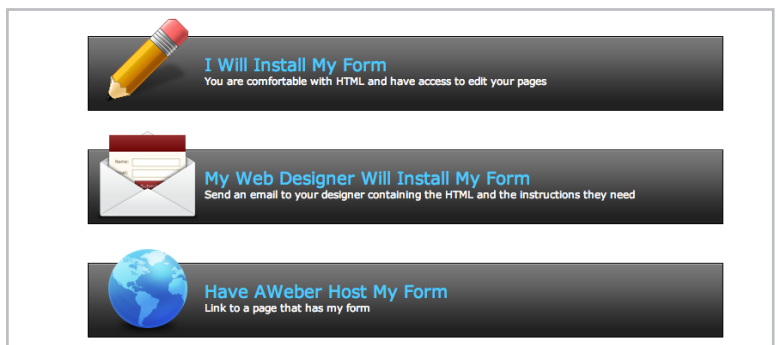 I Will Install My Form
You are comfortable with HTML and have access to edit your pages
Name:
My Web Designer Will Install My Form
Send an email to your designer containing the HTML and the instructions they need
Have AWeber Host My Form
Link to a page that has my form